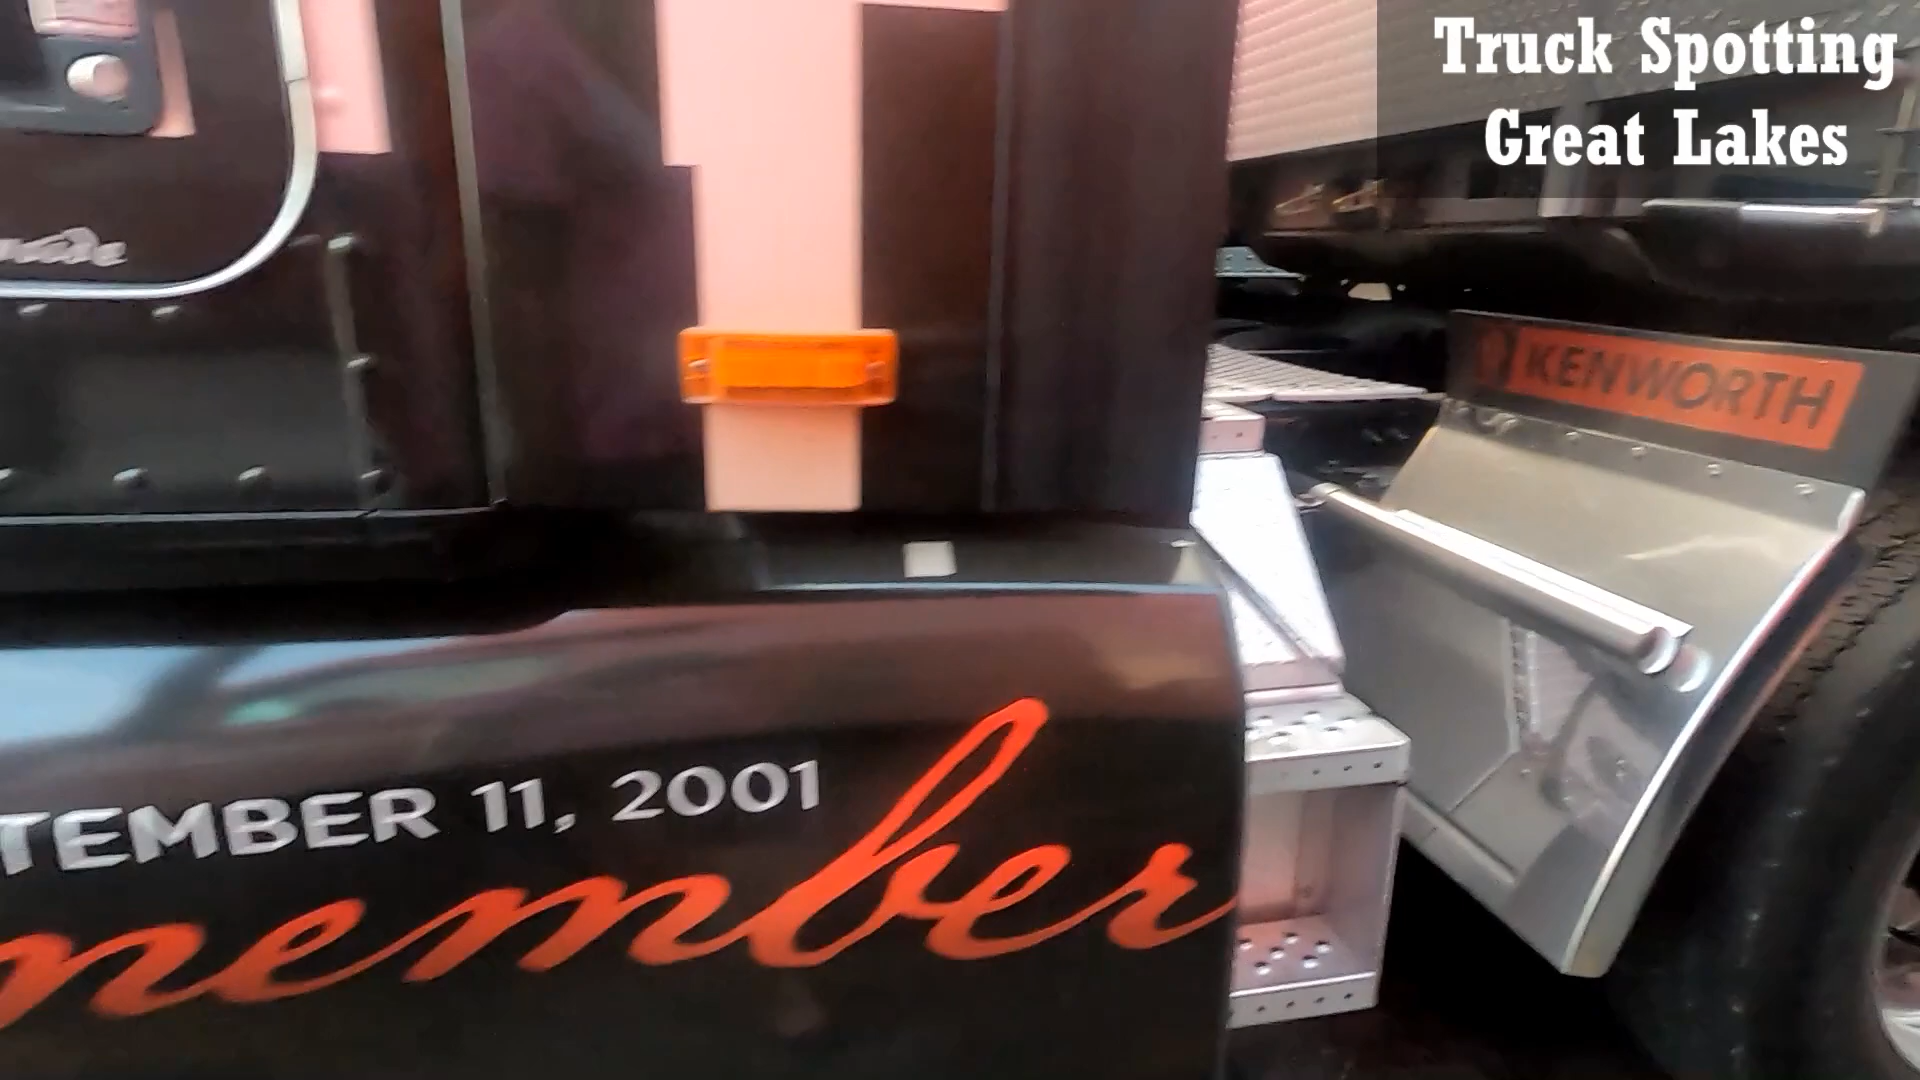 Truck Spotting
Great Lakes
KENWORTH
TEMBER 11, 2001
member